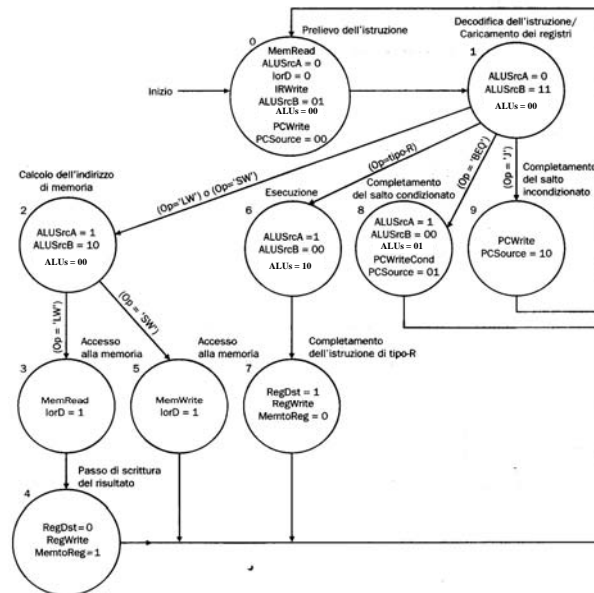 Prelievo dell'istruzione
0
MemRead
ALUSrcA = 0
IorD = 0
IRWrite
ALUSrcB = 01
ALUs = 00
PCWrite
PCSource = 00
Inizio
Decodifica dell'istruzione/
Caricamento dei registri
1
ALUSrcA = 0
ALUSrcB = 11
ALUs = 00
(Op='LW') o (Op='SW')
(Op=tipo-R)
(Op = 'BEQ')
(Op = 'J')
Calcolo dell'indirizzo
di memoria
2
ALUSrcA = 1
ALUSrcB = 10
ALUs = 00
Esecuzione
6
ALUSrcA =1
ALUSrcB = 00
ALUs = 10
Completamento
del salto condizionato
8
ALUSrcA = 1
ALUSrcB = 00
ALUs = 01
PCWriteCond
PCSource = 01
Completamento
del salto
incondizionato
9
PCWrite
PCSource = 10
(Op = 'LW')
(Op = 'SW')
Accesso
alla memoria
3
MemRead
IorD = 1
Accesso
alla memoria
5
MemWrite
IorD = 1
Completamento
dell'istruzione di tipo-R
7
RegDst = 1
RegWrite
MemtoReg = 0
Passo di scrittura
del risultato
4
RegDst=0
RegWrite
MemtoReg=1